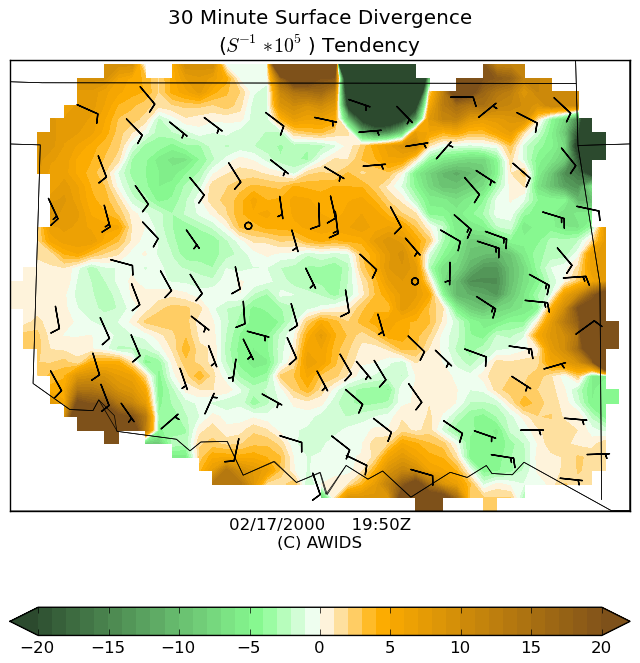 30 Minute Surface Divergence
(S⁻¹ *10⁵ ) Tendency
02/17/2000 19:50Z
(C) AWIDS
−20 −15 −10 −5 0 5 10 15 20